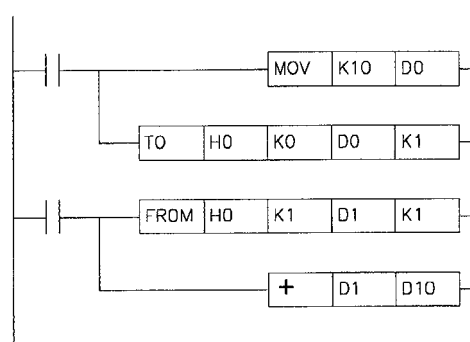 MOV K10 D0
TO H0 K0 D0 K1
FROM H0 K1 D1 K1
+ D1 D10